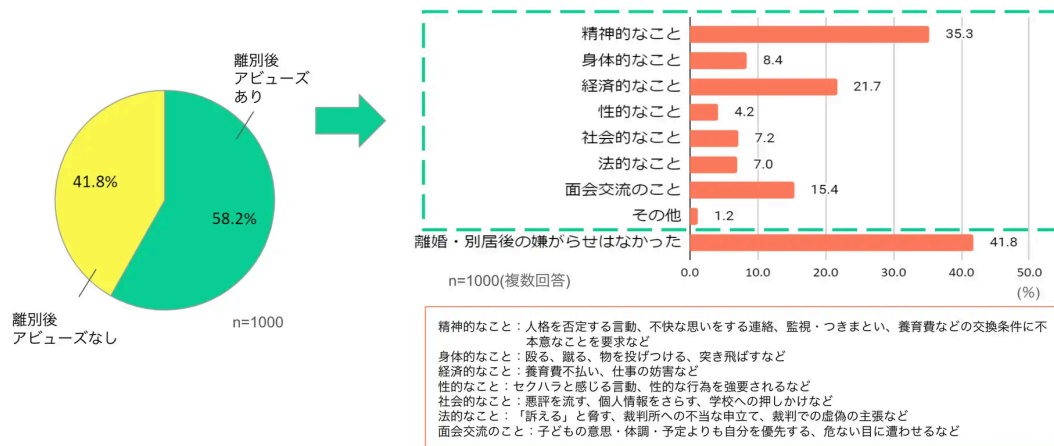 離別後
アビューズ
あり
41.8%
58.2%
離別後
アビューズなし
n=1000
精神的なこと 35.3
身体的なこと 8.4
経済的なこと 21.7
性的なこと 4.2
社会的なこと 7.2
法的なこと 7.0
面会交流のこと 15.4
その他 1.2
離婚・別居後の嫌がらせはなかった 41.8
0.0 10.0 20.0 30.0 40.0 50.0
(%)
n=1000(複数回答)
精神的なこと：人格を否定する言動、不快な思いをする連絡、監視・つきまとい、養育費などの交換条件に不
本意なことを要求など
身体的なこと：殴る、蹴る、物を投げつける、突き飛ばすなど
経済的なこと：養育費不払い、仕事の妨害など
性的なこと：セクハラと感じる言動、性的な行為を強要されるなど
社会的なこと：悪評を流す、個人情報をさらす、学校への押しかけなど
法的なこと：「訴える」と脅す、裁判所への不当な申立て、裁判での虚偽の主張など
面会交流のこと：子どもの意思・体調・予定よりも自分を優先する、危ない目に遭わせるなど